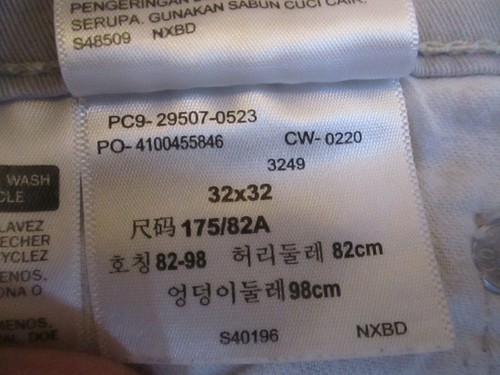 PENGERINGAN
SERUPA. GUNAKAN SABUN CUCI CAIR.
S48509 NXBD
PC9- 29507-0523
PO- 4100455846 CW- 0220
3249
32x32
尺码 175/82A
호칭 82-98 허리둘레 82cm
엉덩이둘레 98cm
S40196 NXBD
WASH